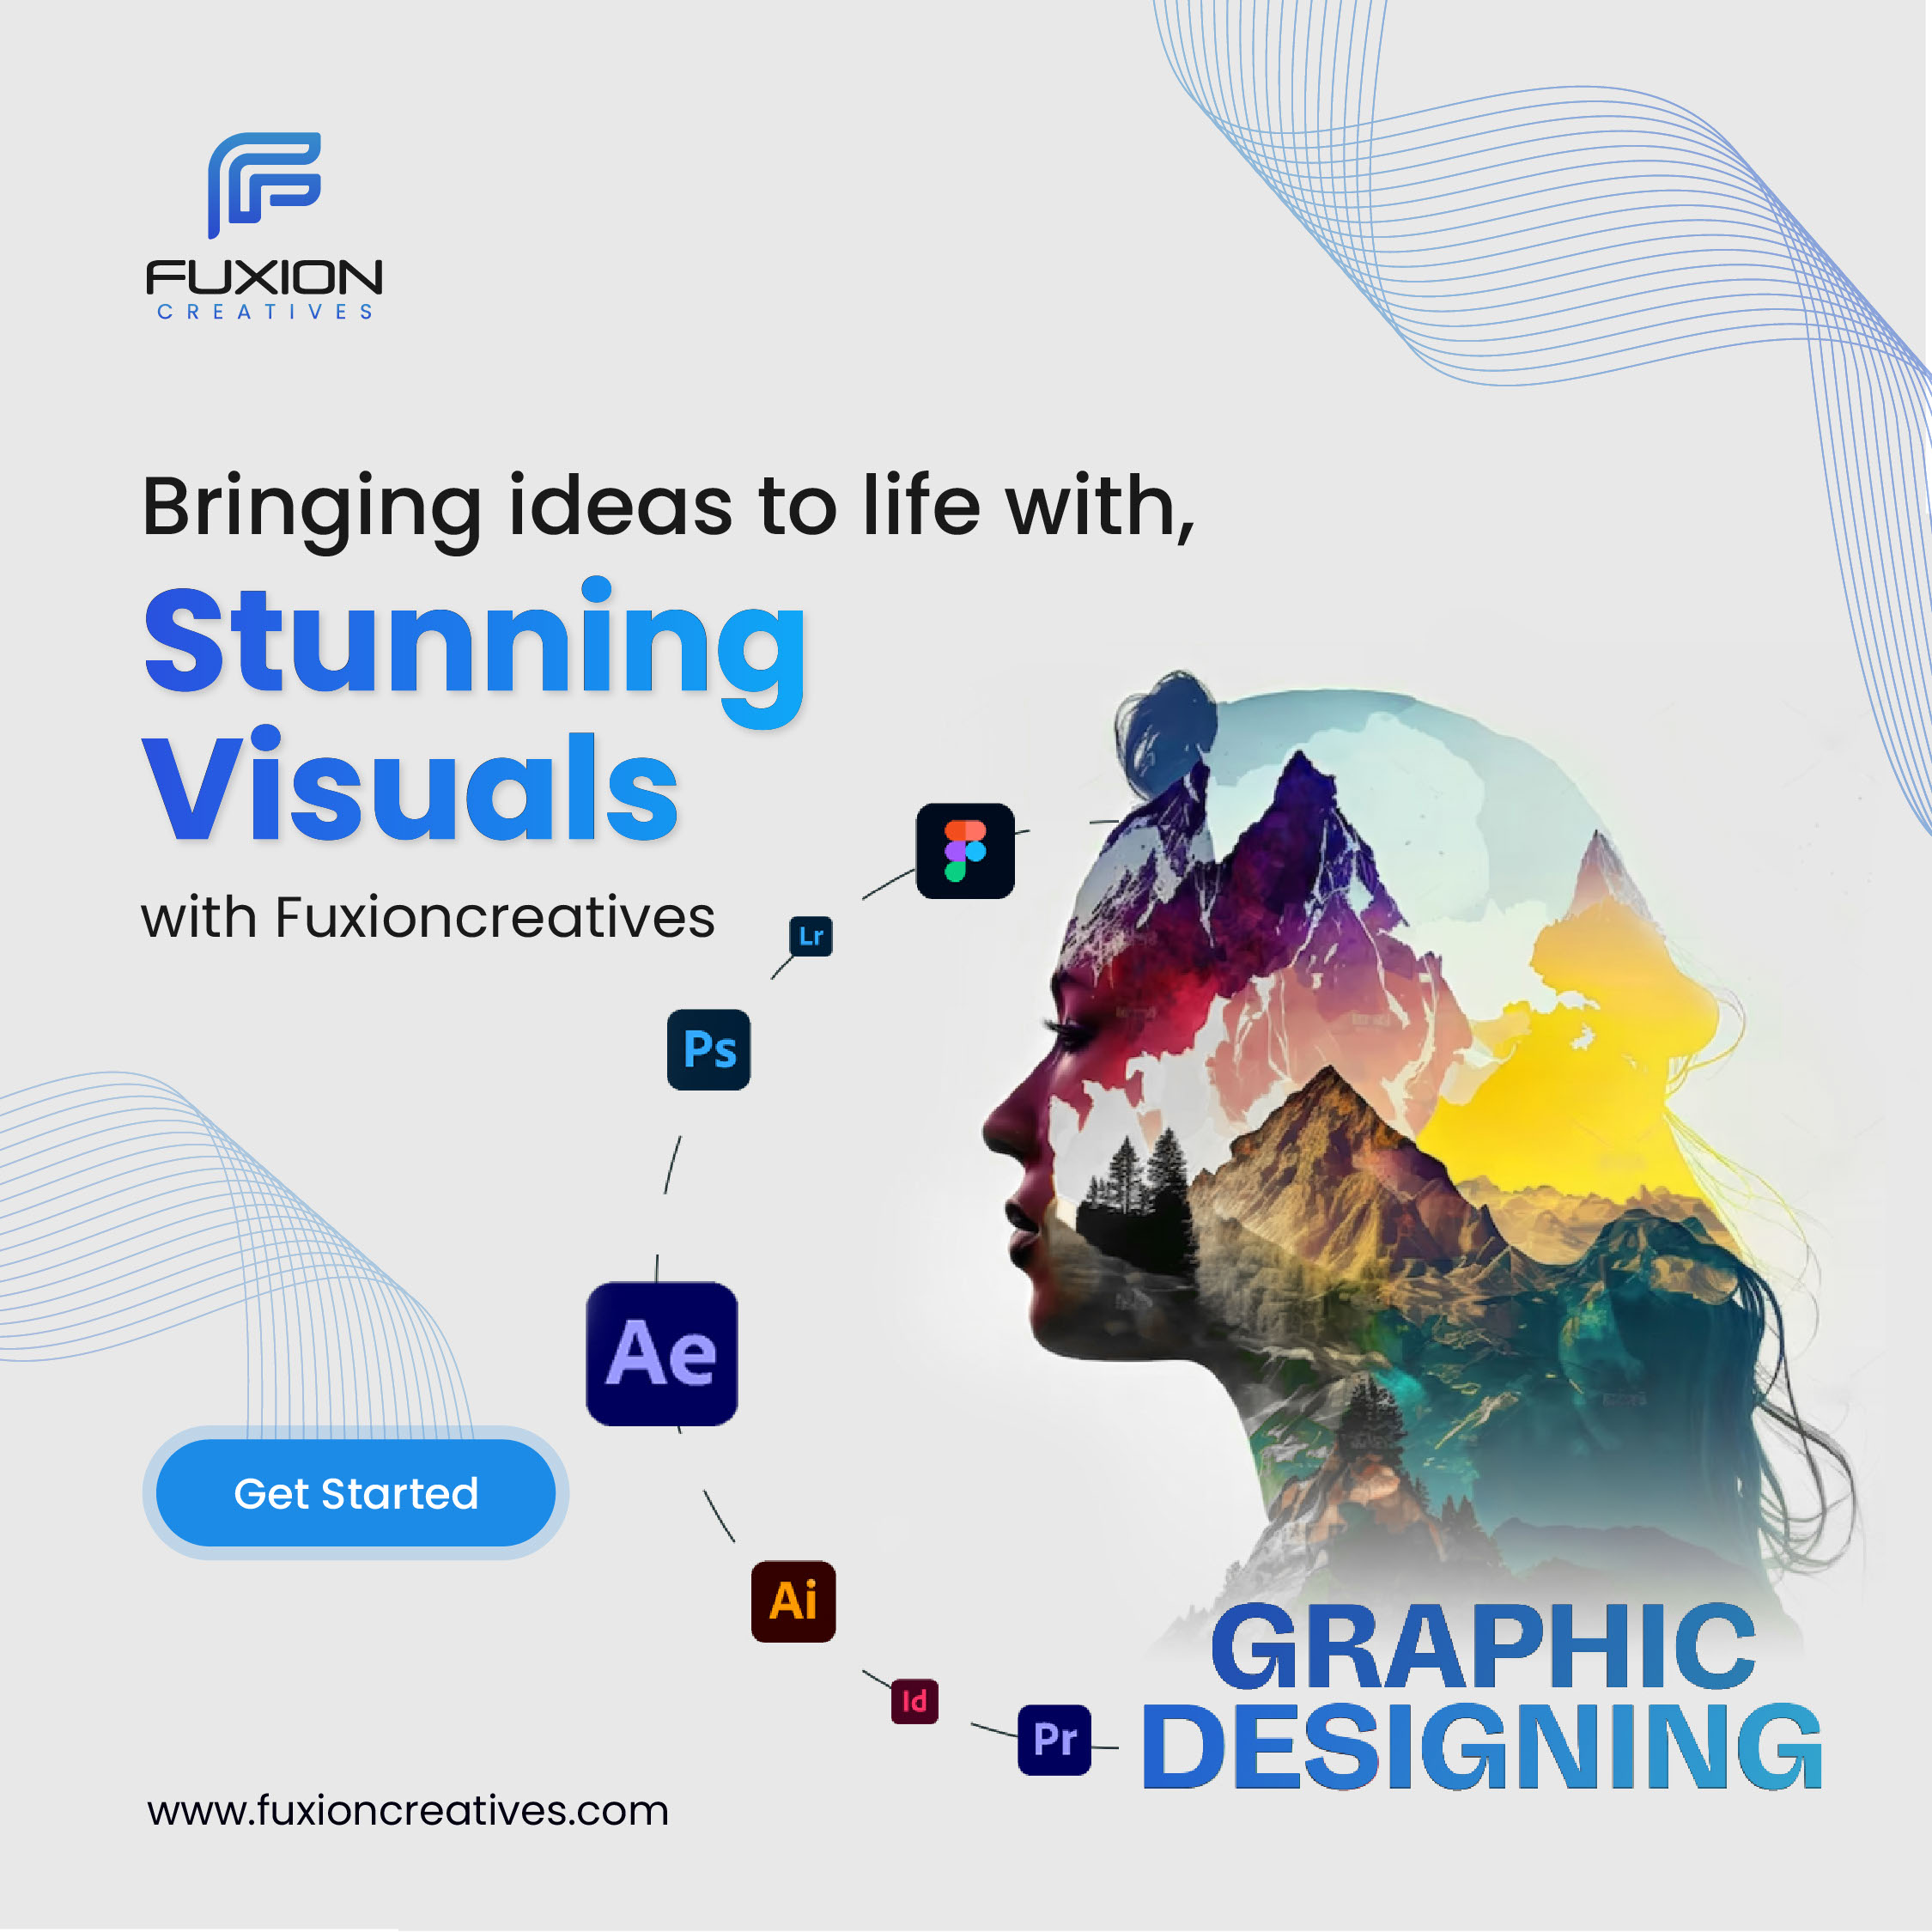 FUXION
CREATIVES
Bringing ideas to life with,
Stunning
Visuals
with Fuxioncreatives
Lr
Ps
Ae
Get Started
Ai
Id
Pr
GRAPHIC
DESIGNING
www.fuxioncreatives.com